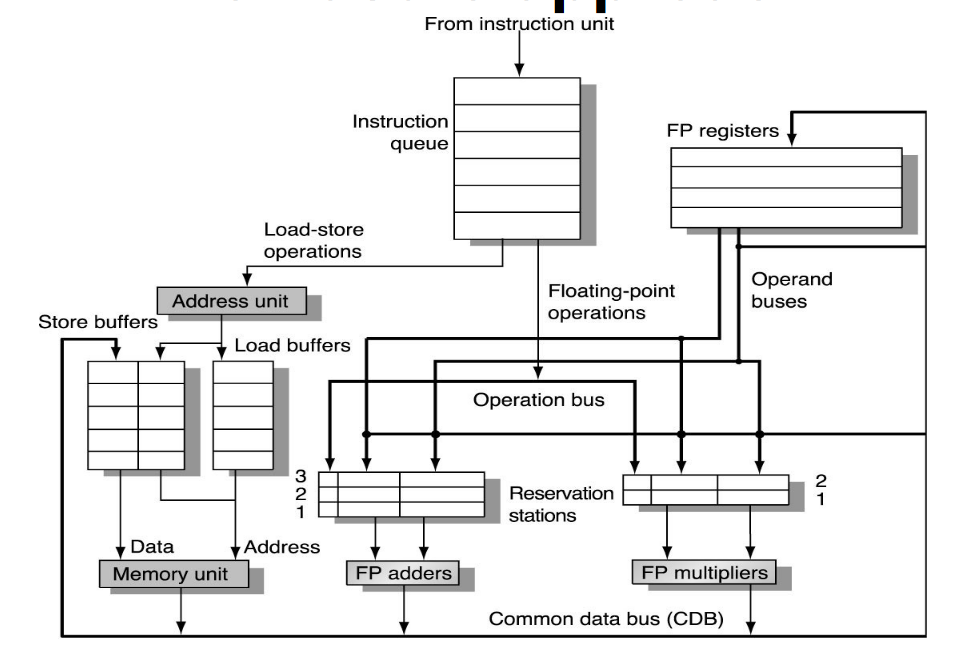 From instruction unit
Instruction
queue
FP registers
Load-store
operations
Address unit
Floating-point
operations
Operand
buses
Store buffers
Load buffers
Operation bus
3
2
1
Reservation
stations
2
1
Data
Address
Memory unit
FP adders
FP multipliers
Common data bus (CDB)